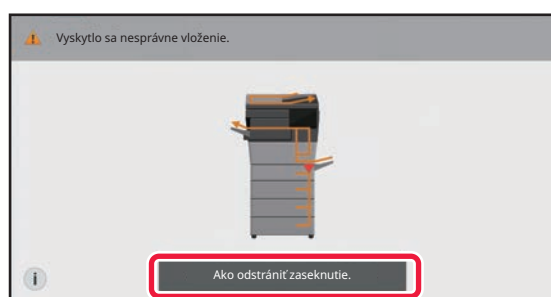 Vyskytlo sa nesprávne vloženie.
i
Ako odstrániť zaseknutie.